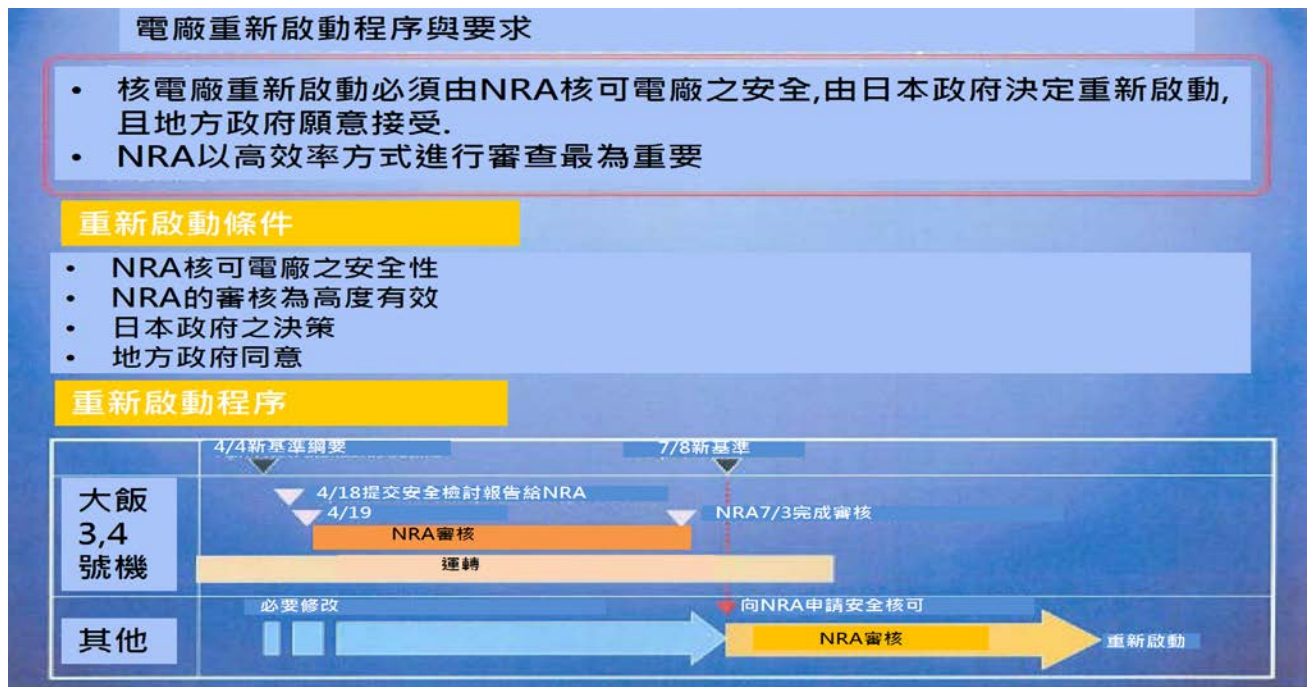 電廠重新啟動程序與要求
• 核電廠重新啟動必須由NRA核可電廠之安全,由日本政府決定重新啟動,
且地方政府願意接受.
• NRA以高效率方式進行審查最為重要
重新啟動條件
• NRA核可電廠之安全性
• NRA的審核為高度有效
• 日本政府之決策
• 地方政府同意
重新啟動程序
4/4新基準綱要
7/8新基準
大飯
3,4
號機
4/18提交安全檢討報告給NRA
4/19
NRA7/3完成審核
NRA審核
運轉
其他
必要修改
向NRA申請安全核可
NRA審核
重新啟動